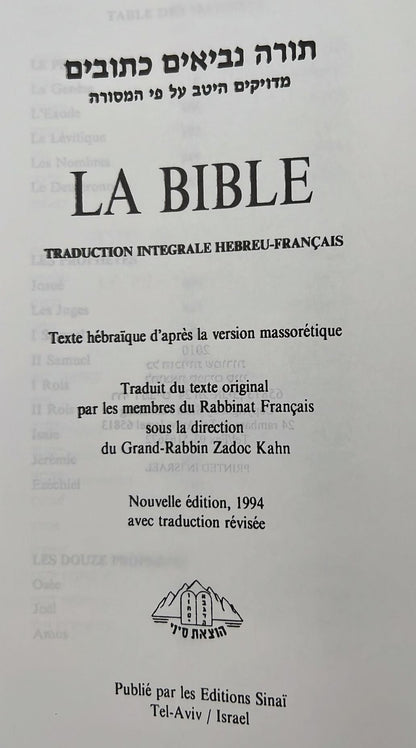 תורה נביאים כתובים
מדויקים היטב על פי המסורה
LA BIBLE
TRADUCTION INTEGRALE HEBREU-FRANÇAIS
Texte hébraïque d'après la version massorétique
Traduit du texte original
par les membres du Rabbinat Français
sous la direction
du Grand-Rabbin Zadoc Kahn
Nouvelle édition, 1994
avec traduction révisée
הוצאת סיני
Publié par les Editions Sinaï
Tel-Aviv / Israel